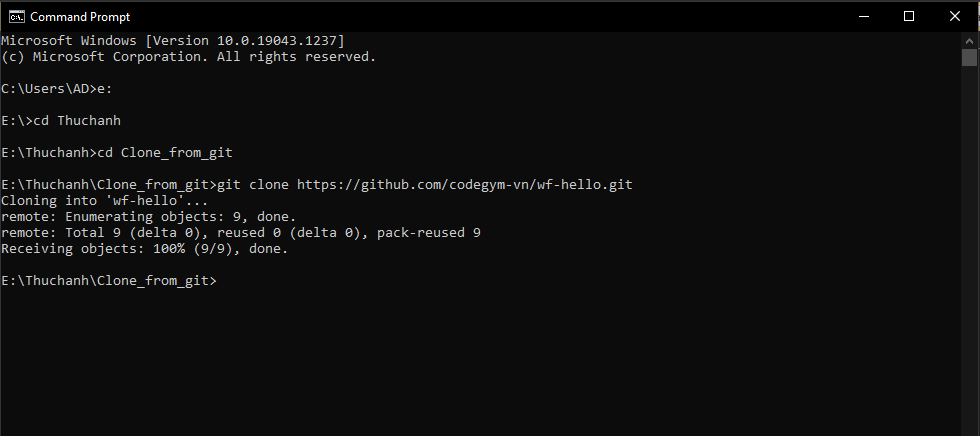 Command Prompt
Microsoft Windows [Version 10.0.19043.1237]
(c) Microsoft Corporation. All rights reserved.
C:\Users\AD>e:
E:\>cd Thuchanh
E:\Thuchanh>cd Clone_from_git
E:\Thuchanh\Clone_from_git>git clone https://github.com/codegym-vn/wf-hello.git
Cloning into 'wf-hello'...
remote: Enumerating objects: 9, done.
remote: Total 9 (delta 0), reused 0 (delta 0), pack-reused 9
Receiving objects: 100% (9/9), done.
E:\Thuchanh\Clone_from_git>